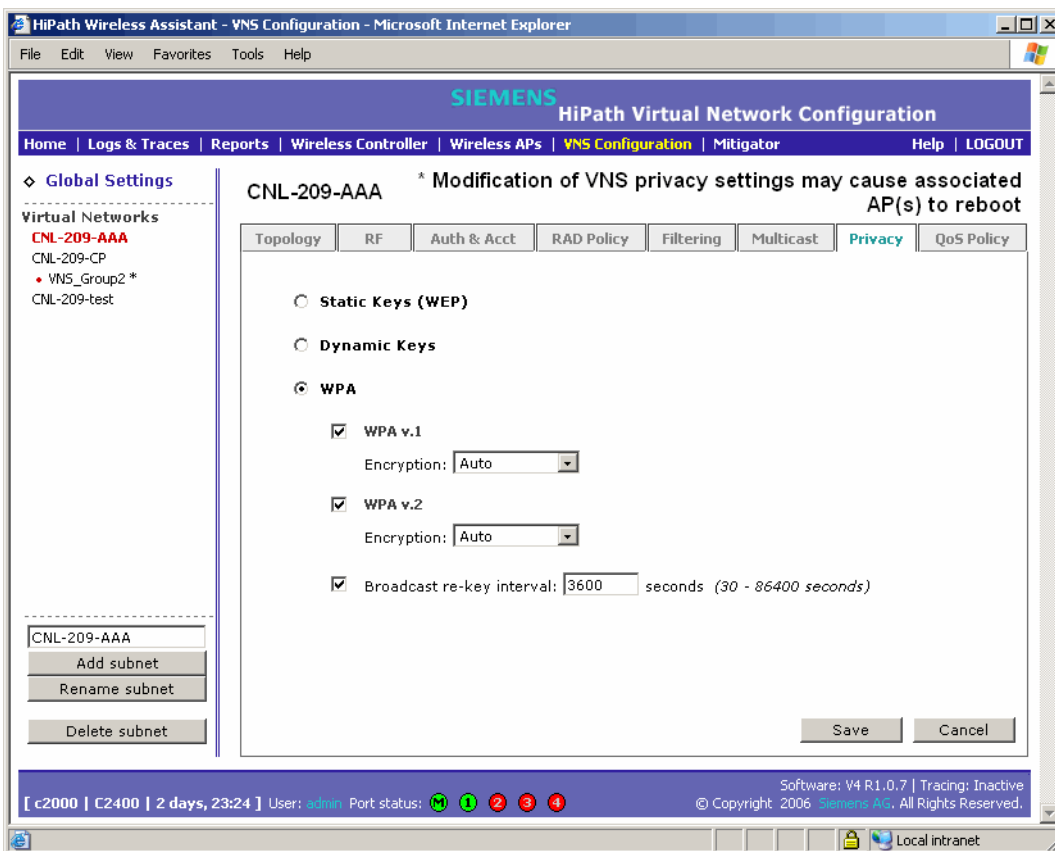 HiPath Wireless Assistant - VNS Configuration - Microsoft Internet Explorer
File Edit View Favorites Tools Help
SIEMENS
HiPath Virtual Network Configuration
Home | Logs & Traces | Reports | Wireless Controller | Wireless APs | VNS Configuration | Mitigator Help | LOGOUT
Global Settings
Virtual Networks
CNL-209-AAA
CNL-209-CP
• VNS_Group2 *
CNL-209-test
CNL-209-AAA
Add subnet
Rename subnet
Delete subnet
CNL-209-AAA
* Modification of VNS privacy settings may cause associated
AP(s) to reboot
Topology RF Auth & Acct RAD Policy Filtering Multicast Privacy QoS Policy
Static Keys (WEP)
Dynamic Keys
WPA
WPA v.1
Encryption: Auto
WPA v.2
Encryption: Auto
Broadcast re-key interval: 3600 seconds (30 - 86400 seconds)
Save Cancel
[ c2000 | C2400 | 2 days, 23:24 ] User: admin Port status: M 1 2 3 4
Software: V4 R1.0.7 | Tracing: Inactive
© Copyright 2006 Siemens AG. All Rights Reserved.
Local intranet